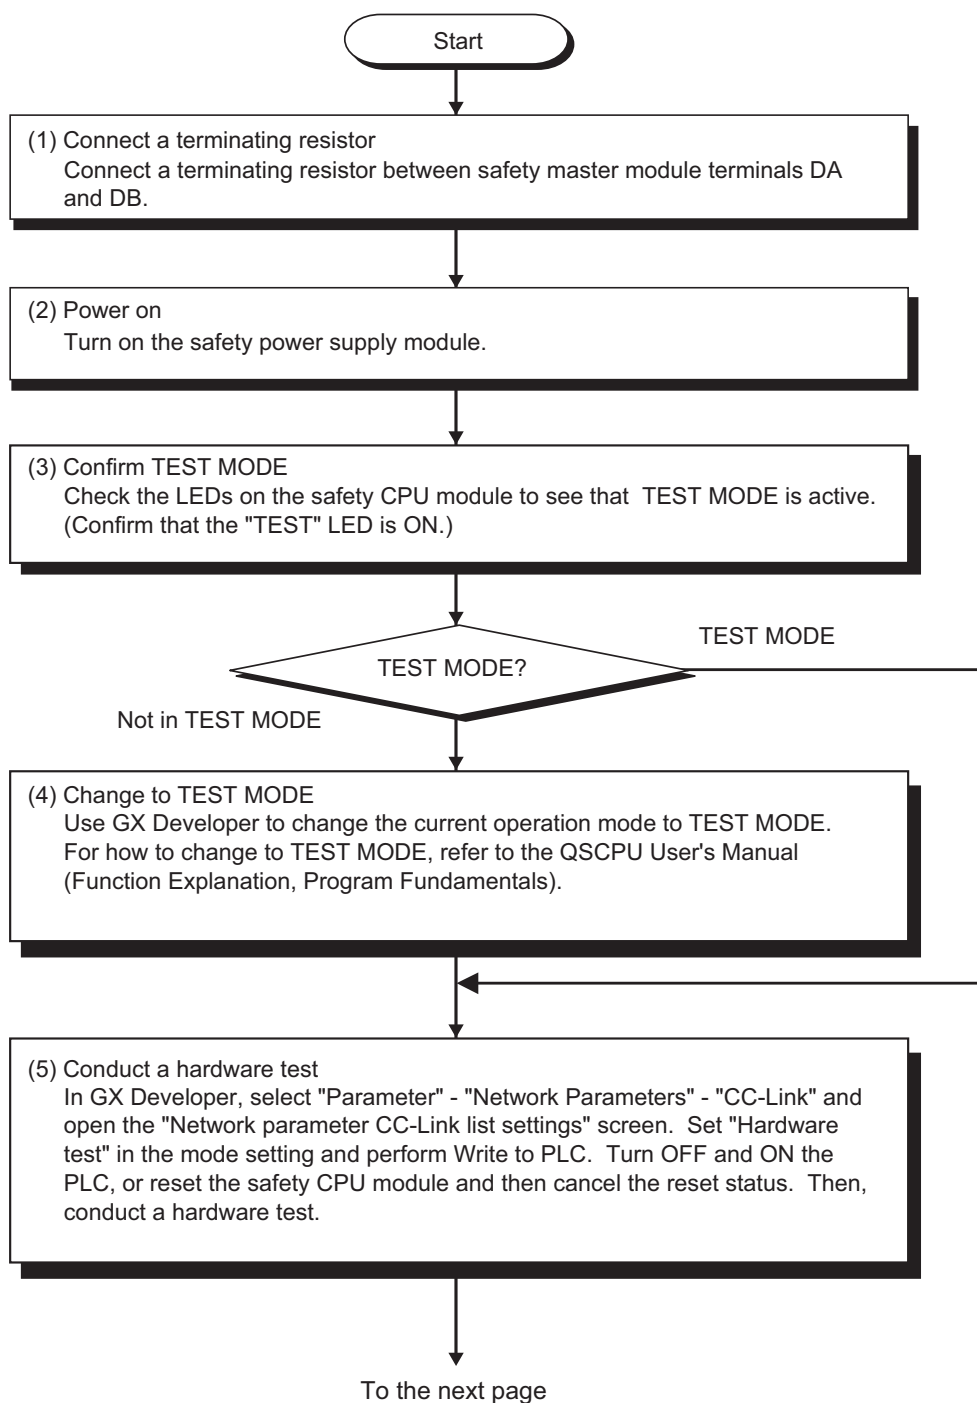 Start
(1) Connect a terminating resistor
Connect a terminating resistor between safety master module terminals DA
and DB.
(2) Power on
Turn on the safety power supply module.
(3) Confirm TEST MODE
Check the LEDs on the safety CPU module to see that TEST MODE is active.
(Confirm that the "TEST" LED is ON.)
TEST MODE
TEST MODE?
Not in TEST MODE
(4) Change to TEST MODE
Use GX Developer to change the current operation mode to TEST MODE.
For how to change to TEST MODE, refer to the QSCPU User's Manual
(Function Explanation, Program Fundamentals).
(5) Conduct a hardware test
In GX Developer, select "Parameter" - "Network Parameters" - "CC-Link" and
open the "Network parameter CC-Link list settings" screen. Set "Hardware
test" in the mode setting and perform Write to PLC. Turn OFF and ON the
PLC, or reset the safety CPU module and then cancel the reset status. Then,
conduct a hardware test.
To the next page